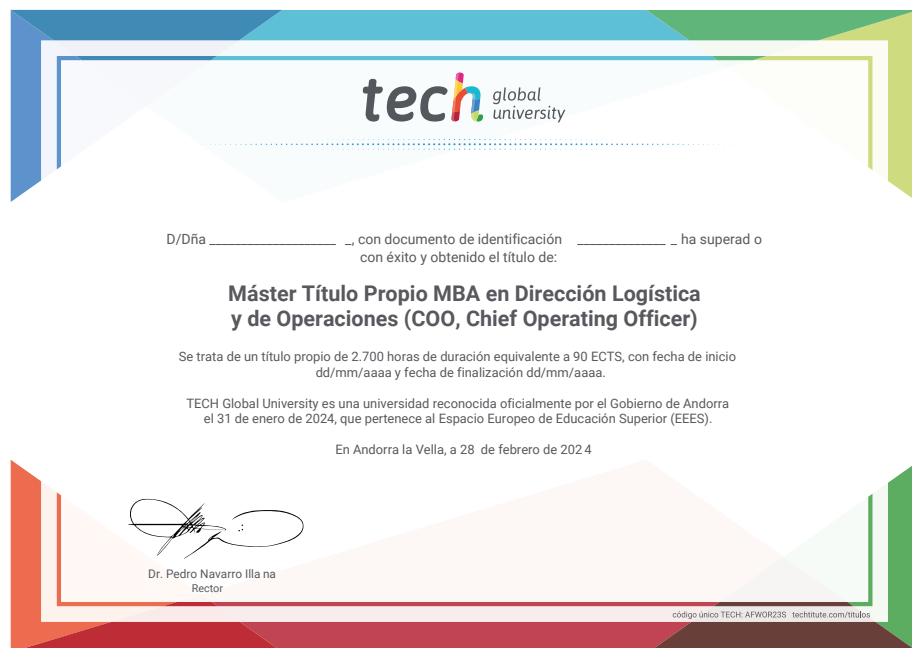 tech global
university
D/Dña ____________________ _, con documento de identificación ______________ _ ha superad o
con éxito y obtenido el título de:
Máster Título Propio MBA en Dirección Logística
y de Operaciones (COO, Chief Operating Officer)
Se trata de un título propio de 2.700 horas de duración equivalente a 90 ECTS, con fecha de inicio
dd/mm/aaaa y fecha de finalización dd/mm/aaaa.
TECH Global University es una universidad reconocida oficialmente por el Gobierno de Andorra
el 31 de enero de 2024, que pertenece al Espacio Europeo de Educación Superior (EEES).
En Andorra la Vella, a 28 de febrero de 2024
Dr. Pedro Navarro Illa na
Rector
código único TECH: AFWOR23S techtitute.com/titulos